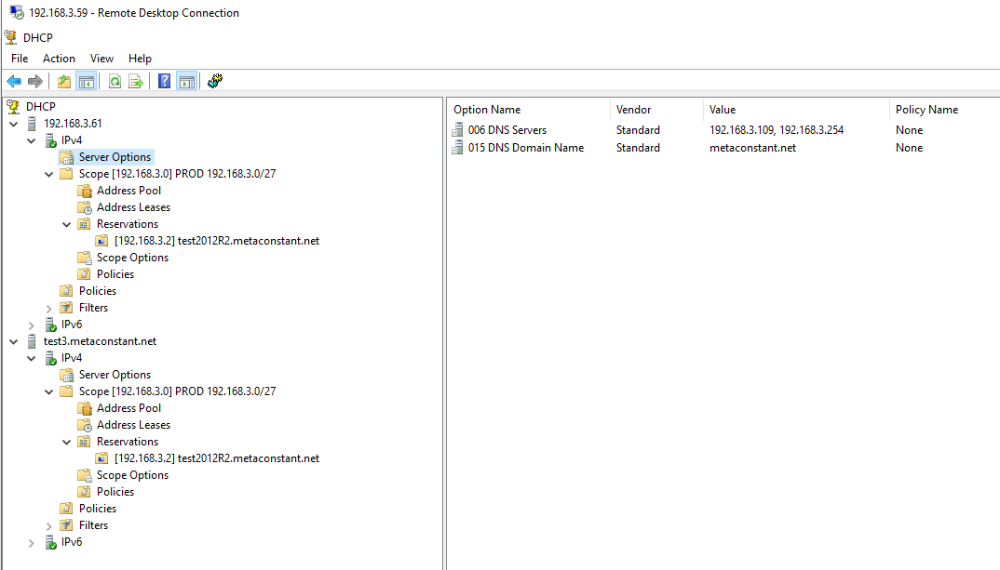 192.168.3.59 - Remote Desktop Connection
DHCP
File Action View Help
DHCP
192.168.3.61
IPv4
Server Options
Scope [192.168.3.0] PROD 192.168.3.0/27
Address Pool
Address Leases
Reservations
[192.168.3.2] test2012R2.metaconstant.net
Scope Options
Policies
Policies
Filters
IPv6
test3.metaconstant.net
IPv4
Server Options
Scope [192.168.3.0] PROD 192.168.3.0/27
Address Pool
Address Leases
Reservations
[192.168.3.2] test2012R2.metaconstant.net
Scope Options
Policies
Policies
Filters
IPv6
Option Name Vendor Value Policy Name
006 DNS Servers Standard 192.168.3.109, 192.168.3.254 None
015 DNS Domain Name Standard metaconstant.net None